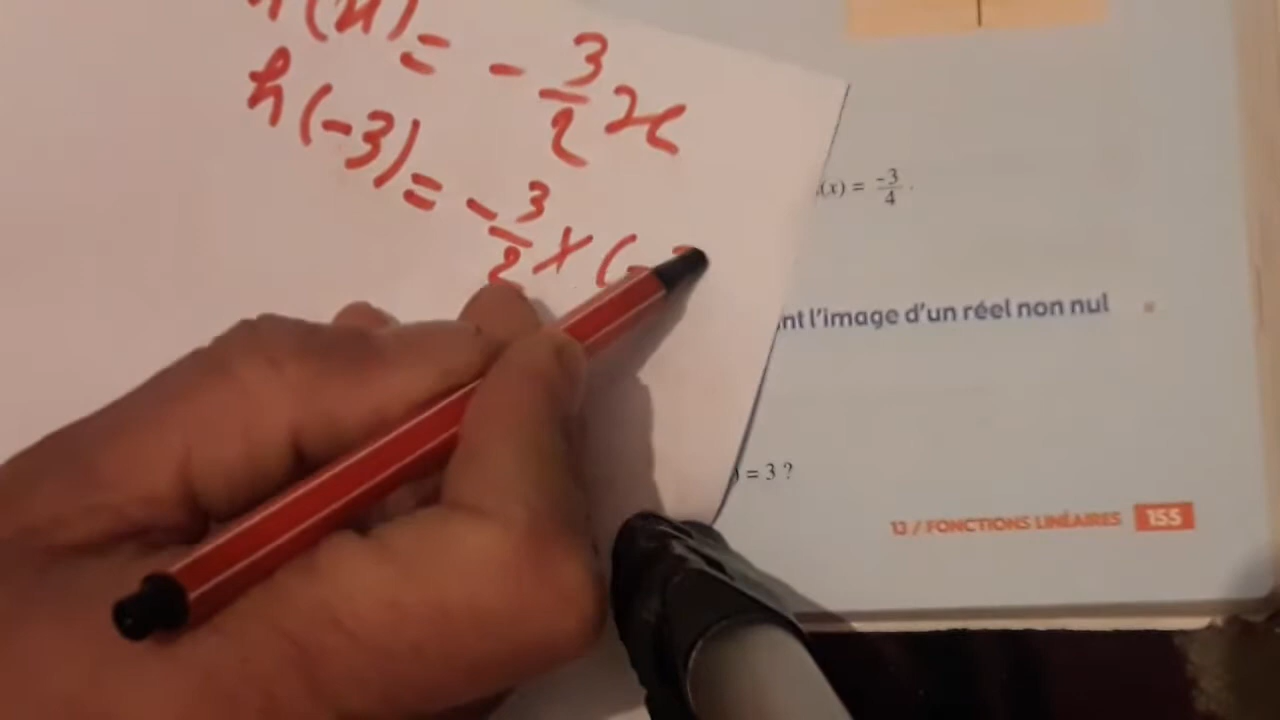 h(x) = - 3/2 x
h(-3) = - 3/2 × (-
(x) = -3/4 .
nt l'image d'un réel non nul
) = 3 ?
13 / FONCTIONS LINÉAIRES 155